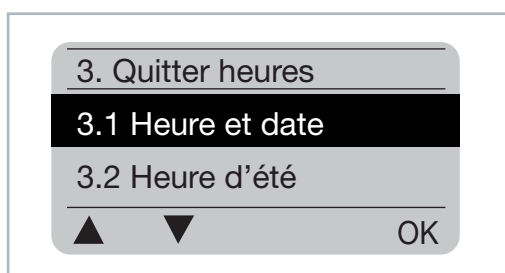 3. Quitter heures
3.1 Heure et date
3.2 Heure d’été
▲ ▼ OK